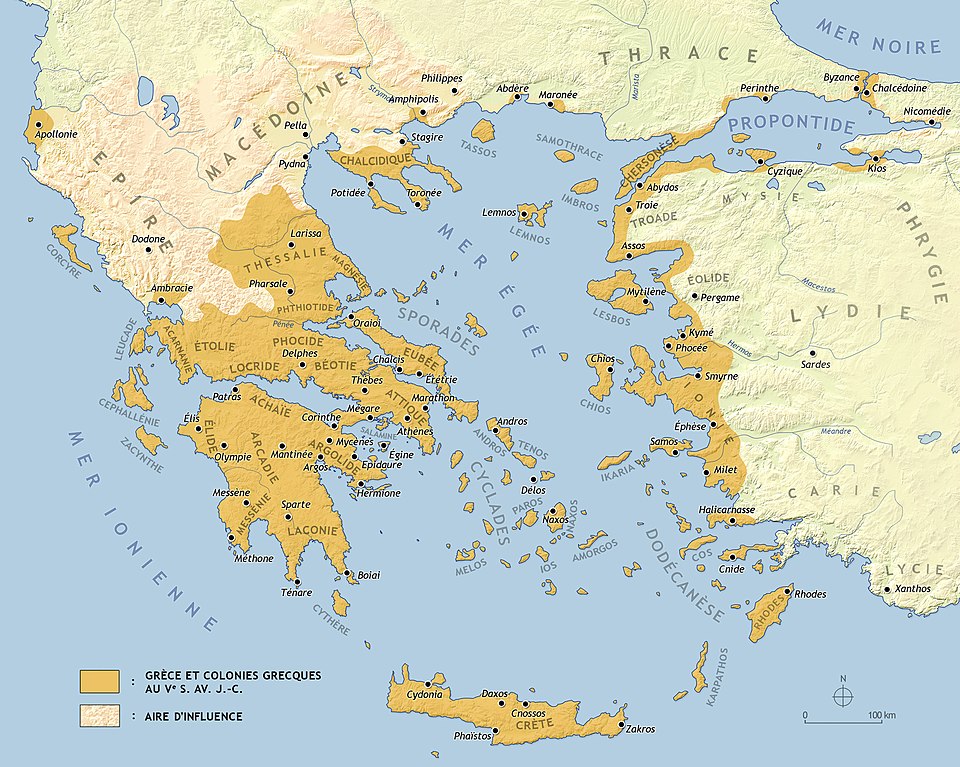 MER NOIRE
THRACE
Byzance
Chalcédoine
Philippes
Strymon
Amphipolis
Abdère
Maronée
Marista
Perinthe
Nicomédie
Apollonie
MACÉDOINE
Pella
Stagire
TASSOS
SAMOTHRACE
PROPONTIDE
CHERSONÈSE
Kios
Cyzique
EPIRE
Pydna
CHALCIDIQUE
Potidée
Toronée
IMBROS
Abydos
MYSIE
PHRYGIE
Lemnos
LEMNOS
Troie
TROADE
Dodone
CORCYRE
Larissa
THESSALIE
MAGNÉSIE
MER ÉGÉE
Assos
Ambracie
Pharsale
PHTIOTIDE
Pénée
Oraioi
SPORADES
Mytilène
LESBOS
ÉOLIDE
Pergame
Macestos
LYDIE
LEUCADE
ACARNANIE
ÉTOLIE
PHOCIDE
Delphes
LOCRIDE
BÉOTIE
Chalcis
EUBÉE
Érétrie
Kymé
Phocée
Hermos
Sardes
CEPHALLÉNIE
Patras
Thèbes
ATTIQUE
Marathon
Chios
CHIOS
Smyrne
IONIE
ACHAÏE
Mégare
Corinthe
SALAMINE
Athènes
Andros
ANDROS
TENOS
Éphèse
Méandre
ZACYNTHE
Élis
ÉLIDE
Olympie
ARCADIE
Mantinée
Mycènes
ARGOLIDE
Argos
Égine
Epidaure
Hermione
CYCLADES
Délos
IKARIA
Samos
Milet
CARIE
MER IONIENNE
Messène
MESSÉNIE
Sparte
LACONIE
PAROS
Naxos
NAXOS
Halicarnasse
Méthone
MELOS
IOS
AMORGOS
DODÉCANÈSE
COS
Cnide
LYCIE
Xanthos
Ténare
Boiai
CYTHÈRE
Rhodes
RHODES
KARPATHOS
GRÈCE ET COLONIES GRECQUES
AU Ve S. AV. J.-C.
AIRE D'INFLUENCE
Cydonia
Daxos
Cnossos
CRÈTE
Phaïstos
Zakros
N
0 100 km